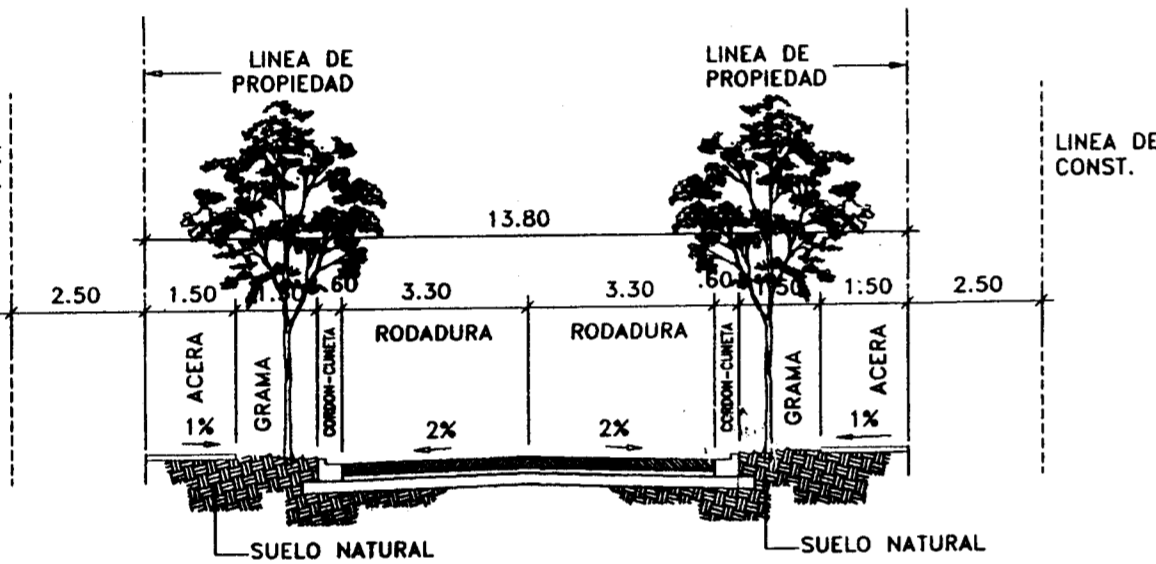 LINEA DE
PROPIEDAD
LINEA DE
PROPIEDAD
LINEA DE
CONST.
13.80
2.50
1.50
.60
3.30
3.30
.60
1.50
1.50
2.50
ACERA
GRAMA
CORDON-CUNETA
RODADURA
RODADURA
CORDON-CUNETA
GRAMA
ACERA
1%
2%
2%
1%
SUELO NATURAL
SUELO NATURAL